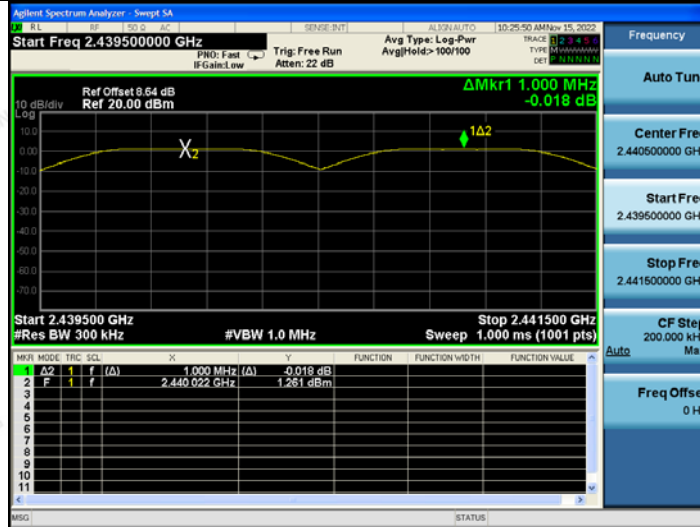 Agilent Spectrum Analyzer - Swept SA
RL RF 50 Ω AC SENSE:INT ALIGNAUTO 10:25:50 AM Nov 15, 2022
Start Freq 2.439500000 GHz
PNO: Fast
IFGain:Low
Trig: Free Run
Atten: 22 dB
Avg Type: Log-Pwr
Avg|Hold:> 100/100
TRACE 1 2 3 4 5 6
TYPE M
DET P N N N N N
Ref Offset 8.64 dB
Ref 20.00 dBm
10 dB/div
Log
ΔMkr1 1.000 MHz
-0.018 dB
10.0
0.00
-10.0
-20.0
-30.0
-40.0
-50.0
-60.0
-70.0
X2
1Δ2
Start 2.439500 GHz
Stop 2.441500 GHz
#Res BW 300 kHz
#VBW 1.0 MHz
Sweep 1.000 ms (1001 pts)
MKR MODE TRC SCL X Y FUNCTION FUNCTION WIDTH FUNCTION VALUE
1 Δ2 1 f (Δ) 1.000 MHz (Δ) -0.018 dB
2 F 1 f 2.440 022 GHz 1.261 dBm
3
4
5
6
7
8
9
10
11
MSG
STATUS
Frequency
Auto Tun
Center Fre
2.440500000 GH
Start Fre
2.439500000 GH
Stop Fre
2.441500000 GH
CF Step
200.000 kH
Auto Ma
Freq Offse
0 H